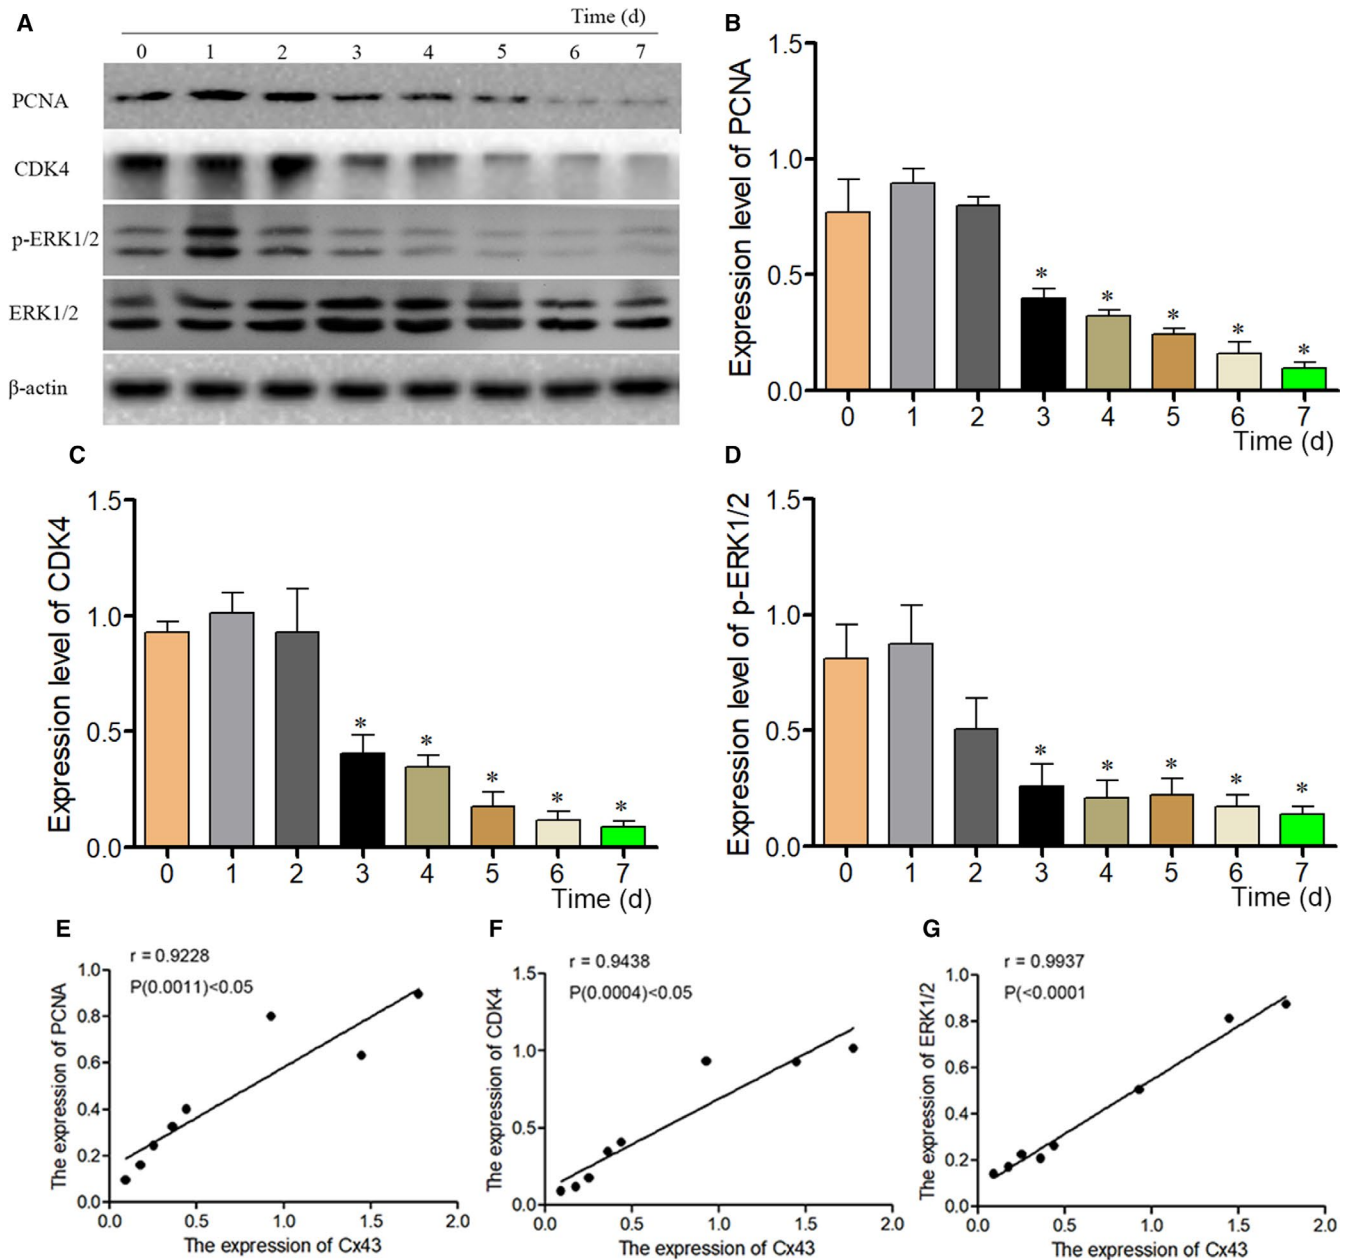 A
Time (d)
0 1 2 3 4 5 6 7
PCNA
CDK4
p-ERK1/2
ERK1/2
β-actin
B
Expression level of PCNA
1.5
1.0
0.5
0.0
* * * * *
0 1 2 3 4 5 6 7
Time (d)
C
Expression level of CDK4
1.5
1.0
0.5
0.0
* * * * *
0 1 2 3 4 5 6 7
Time (d)
D
Expression level of p-ERK1/2
1.5
1.0
0.5
0.0
* * * * *
0 1 2 3 4 5 6 7
Time (d)
E
r = 0.9228
P(0.0011)<0.05
The expression of PCNA
1.0
0.8
0.6
0.4
0.2
0.0
0.0 0.5 1.0 1.5 2.0
The expression of Cx43
F
r = 0.9438
P(0.0004)<0.05
The expression of CDK4
1.5
1.0
0.5
0.0
0.0 0.5 1.0 1.5 2.0
The expression of Cx43
G
r = 0.9937
P(<0.0001
The expression of ERK1/2
1.0
0.8
0.6
0.4
0.2
0.0
0.0 0.5 1.0 1.5 2.0
The expression of Cx43